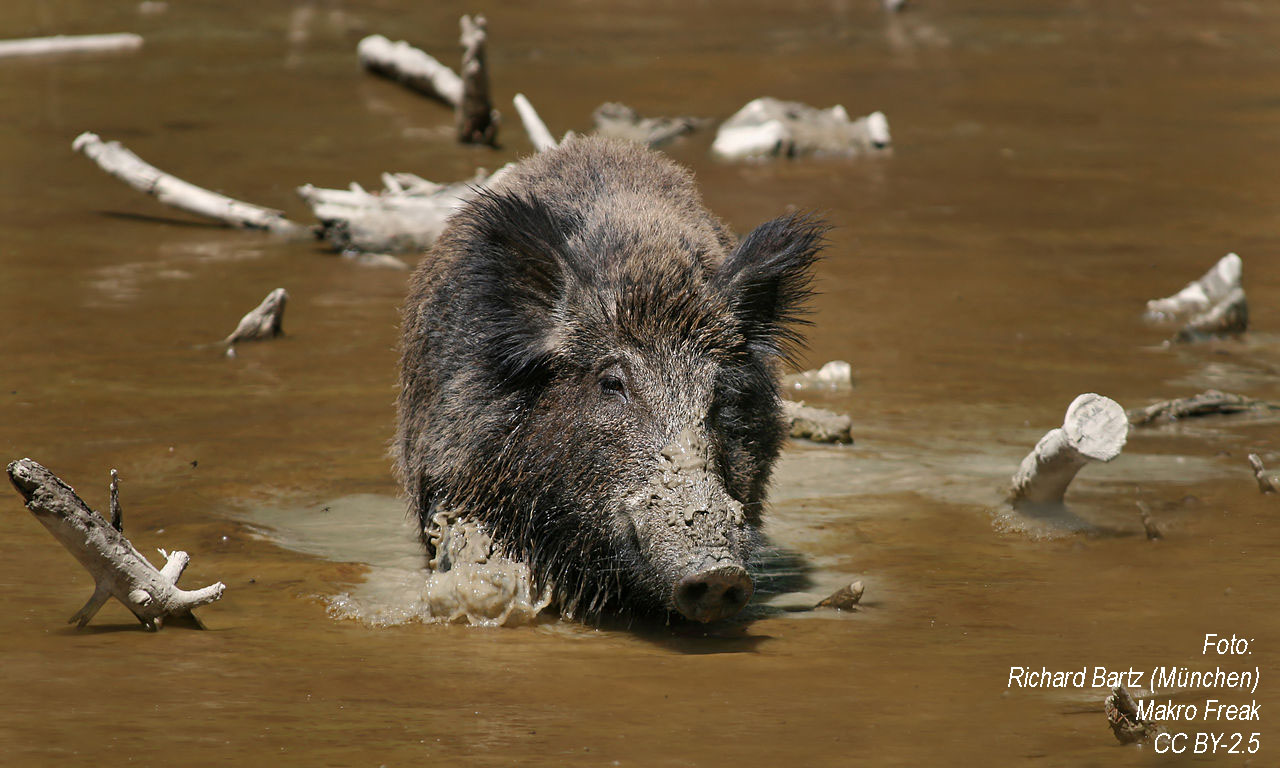 Foto:
Richard Bartz (München)
Makro Freak
CC BY-2.5